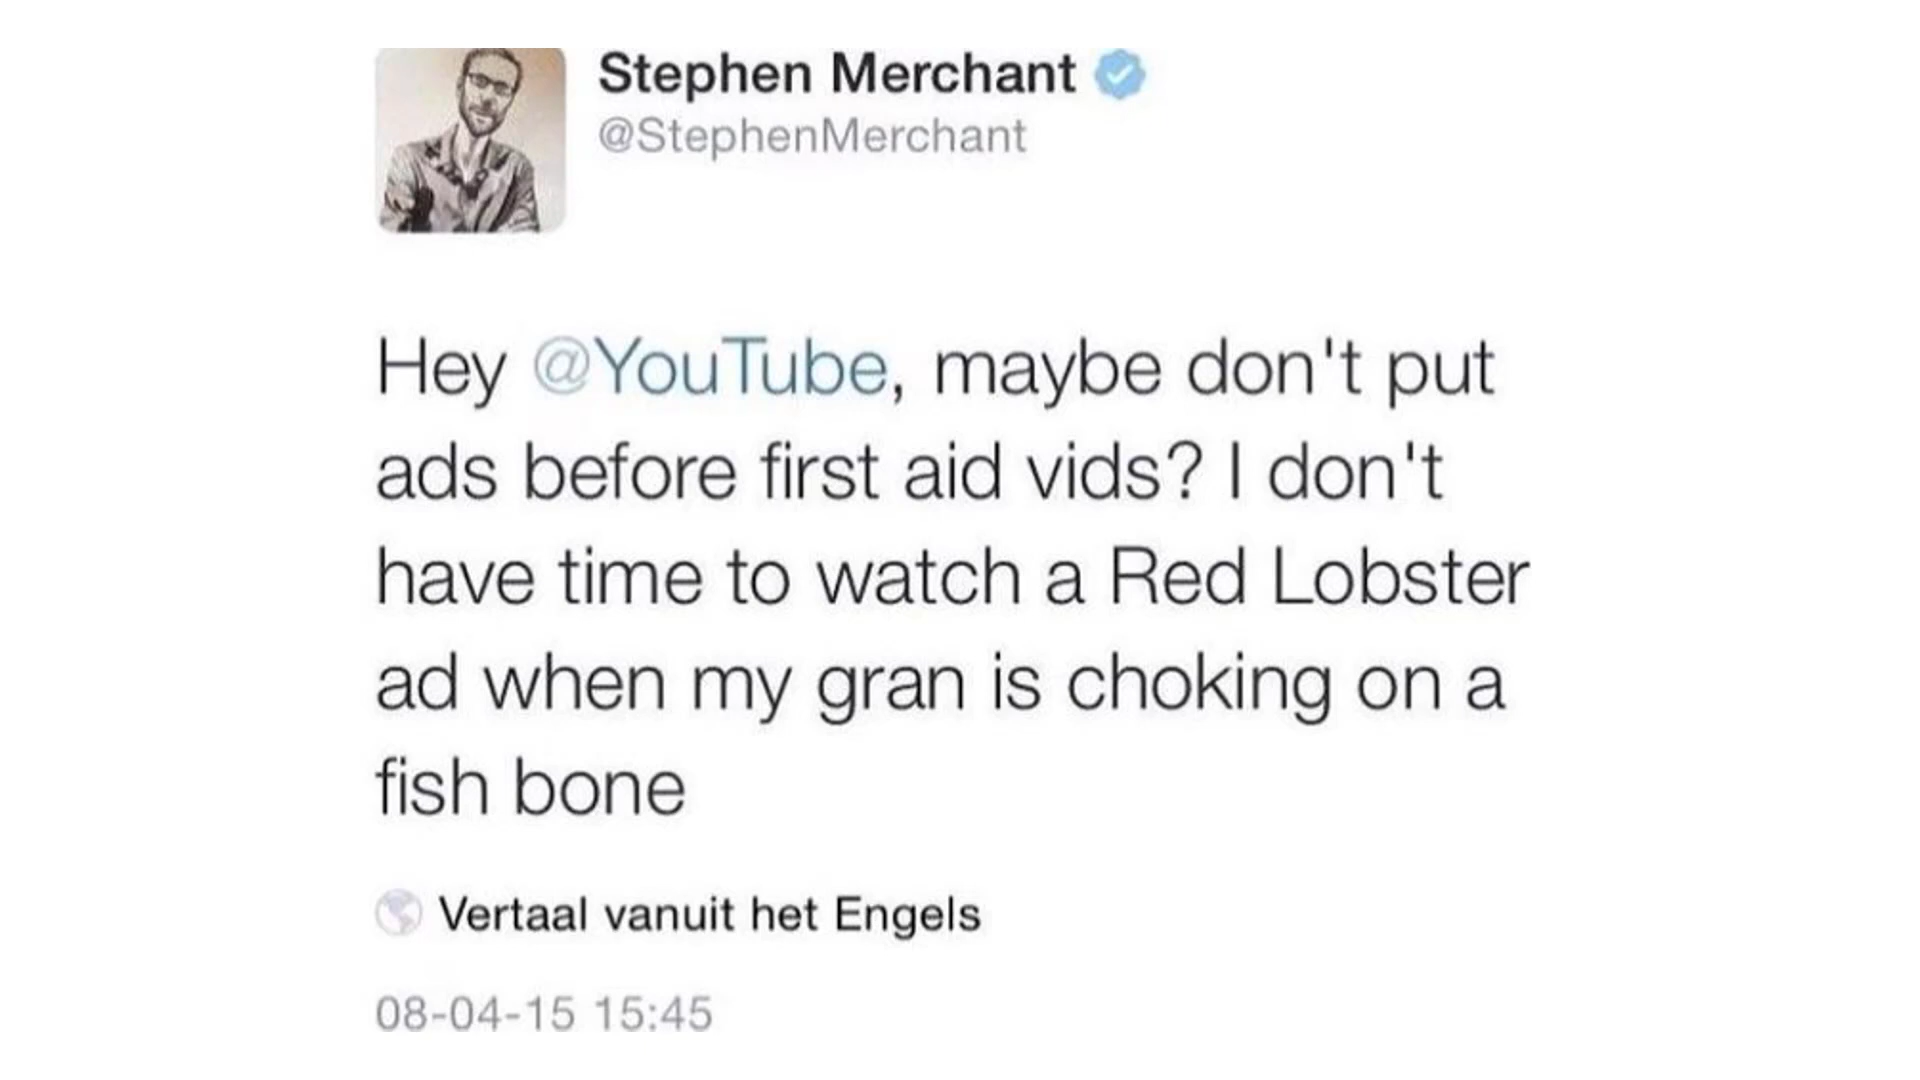 Stephen Merchant
@StephenMerchant
Hey @YouTube, maybe don't put
ads before first aid vids? I don't
have time to watch a Red Lobster
ad when my gran is choking on a
fish bone
Vertaal vanuit het Engels
08-04-15 15:45